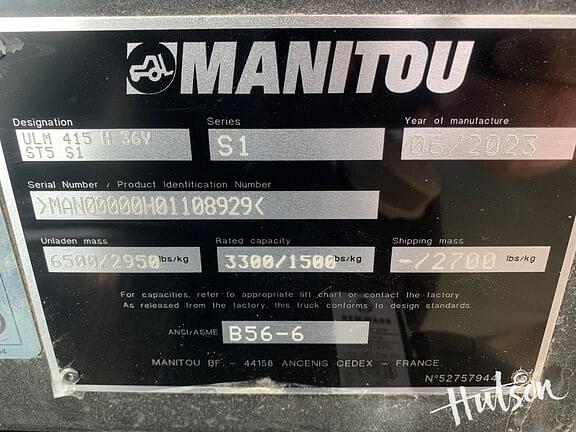 MANITOU
Designation Series Year of manufacture
ULM 415 H 36Y
ST5 S1
S1
06/2023
Serial Number / Product Identification Number
>MAN00000H01108929<
Unladen mass Rated capacity Shipping mass
6500/2950 lbs/kg 3300/1500 lbs/kg -/2700 lbs/kg
For capacities, refer to appropriate lift chart or contact the factory.
As released from the factory, this truck conforms to design standards.
ANSI/ASME B56-6
MANITOU BF - 44158 ANCENIS CEDEX - FRANCE
N°52757944
Hutson